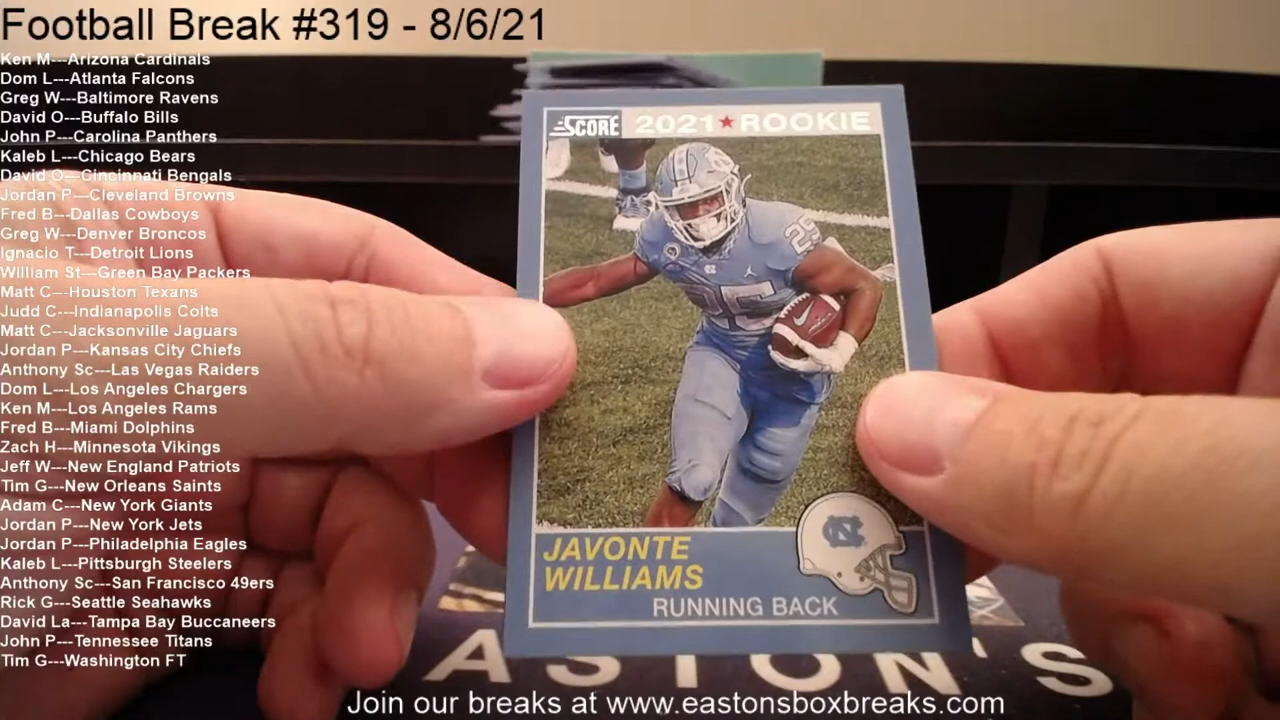 Football Break #319 - 8/6/21
Ken M---Arizona Cardinals
Dom L---Atlanta Falcons
Greg W---Baltimore Ravens
David O---Buffalo Bills
John P---Carolina Panthers
Kaleb L---Chicago Bears
David O---Cincinnati Bengals
Jordan P---Cleveland Browns
Fred B---Dallas Cowboys
Greg W---Denver Broncos
Ignacio T---Detroit Lions
William St---Green Bay Packers
Matt C---Houston Texans
Judd C---Indianapolis Colts
Matt C---Jacksonville Jaguars
Jordan P---Kansas City Chiefs
Anthony Sc---Las Vegas Raiders
Dom L---Los Angeles Chargers
Ken M---Los Angeles Rams
Fred B---Miami Dolphins
Zach H---Minnesota Vikings
Jeff W---New England Patriots
Tim G---New Orleans Saints
Adam C---New York Giants
Jordan P---New York Jets
Jordan P---Philadelphia Eagles
Kaleb L---Pittsburgh Steelers
Anthony Sc---San Francisco 49ers
Rick G---Seattle Seahawks
David La---Tampa Bay Buccaneers
John P---Tennessee Titans
Tim G---Washington FT
SCORE 2021★ROOKIE
25
25
NC
JAVONTE
WILLIAMS
RUNNING BACK
NC
EASTON'S
Join our breaks at www.eastonsboxbreaks.com